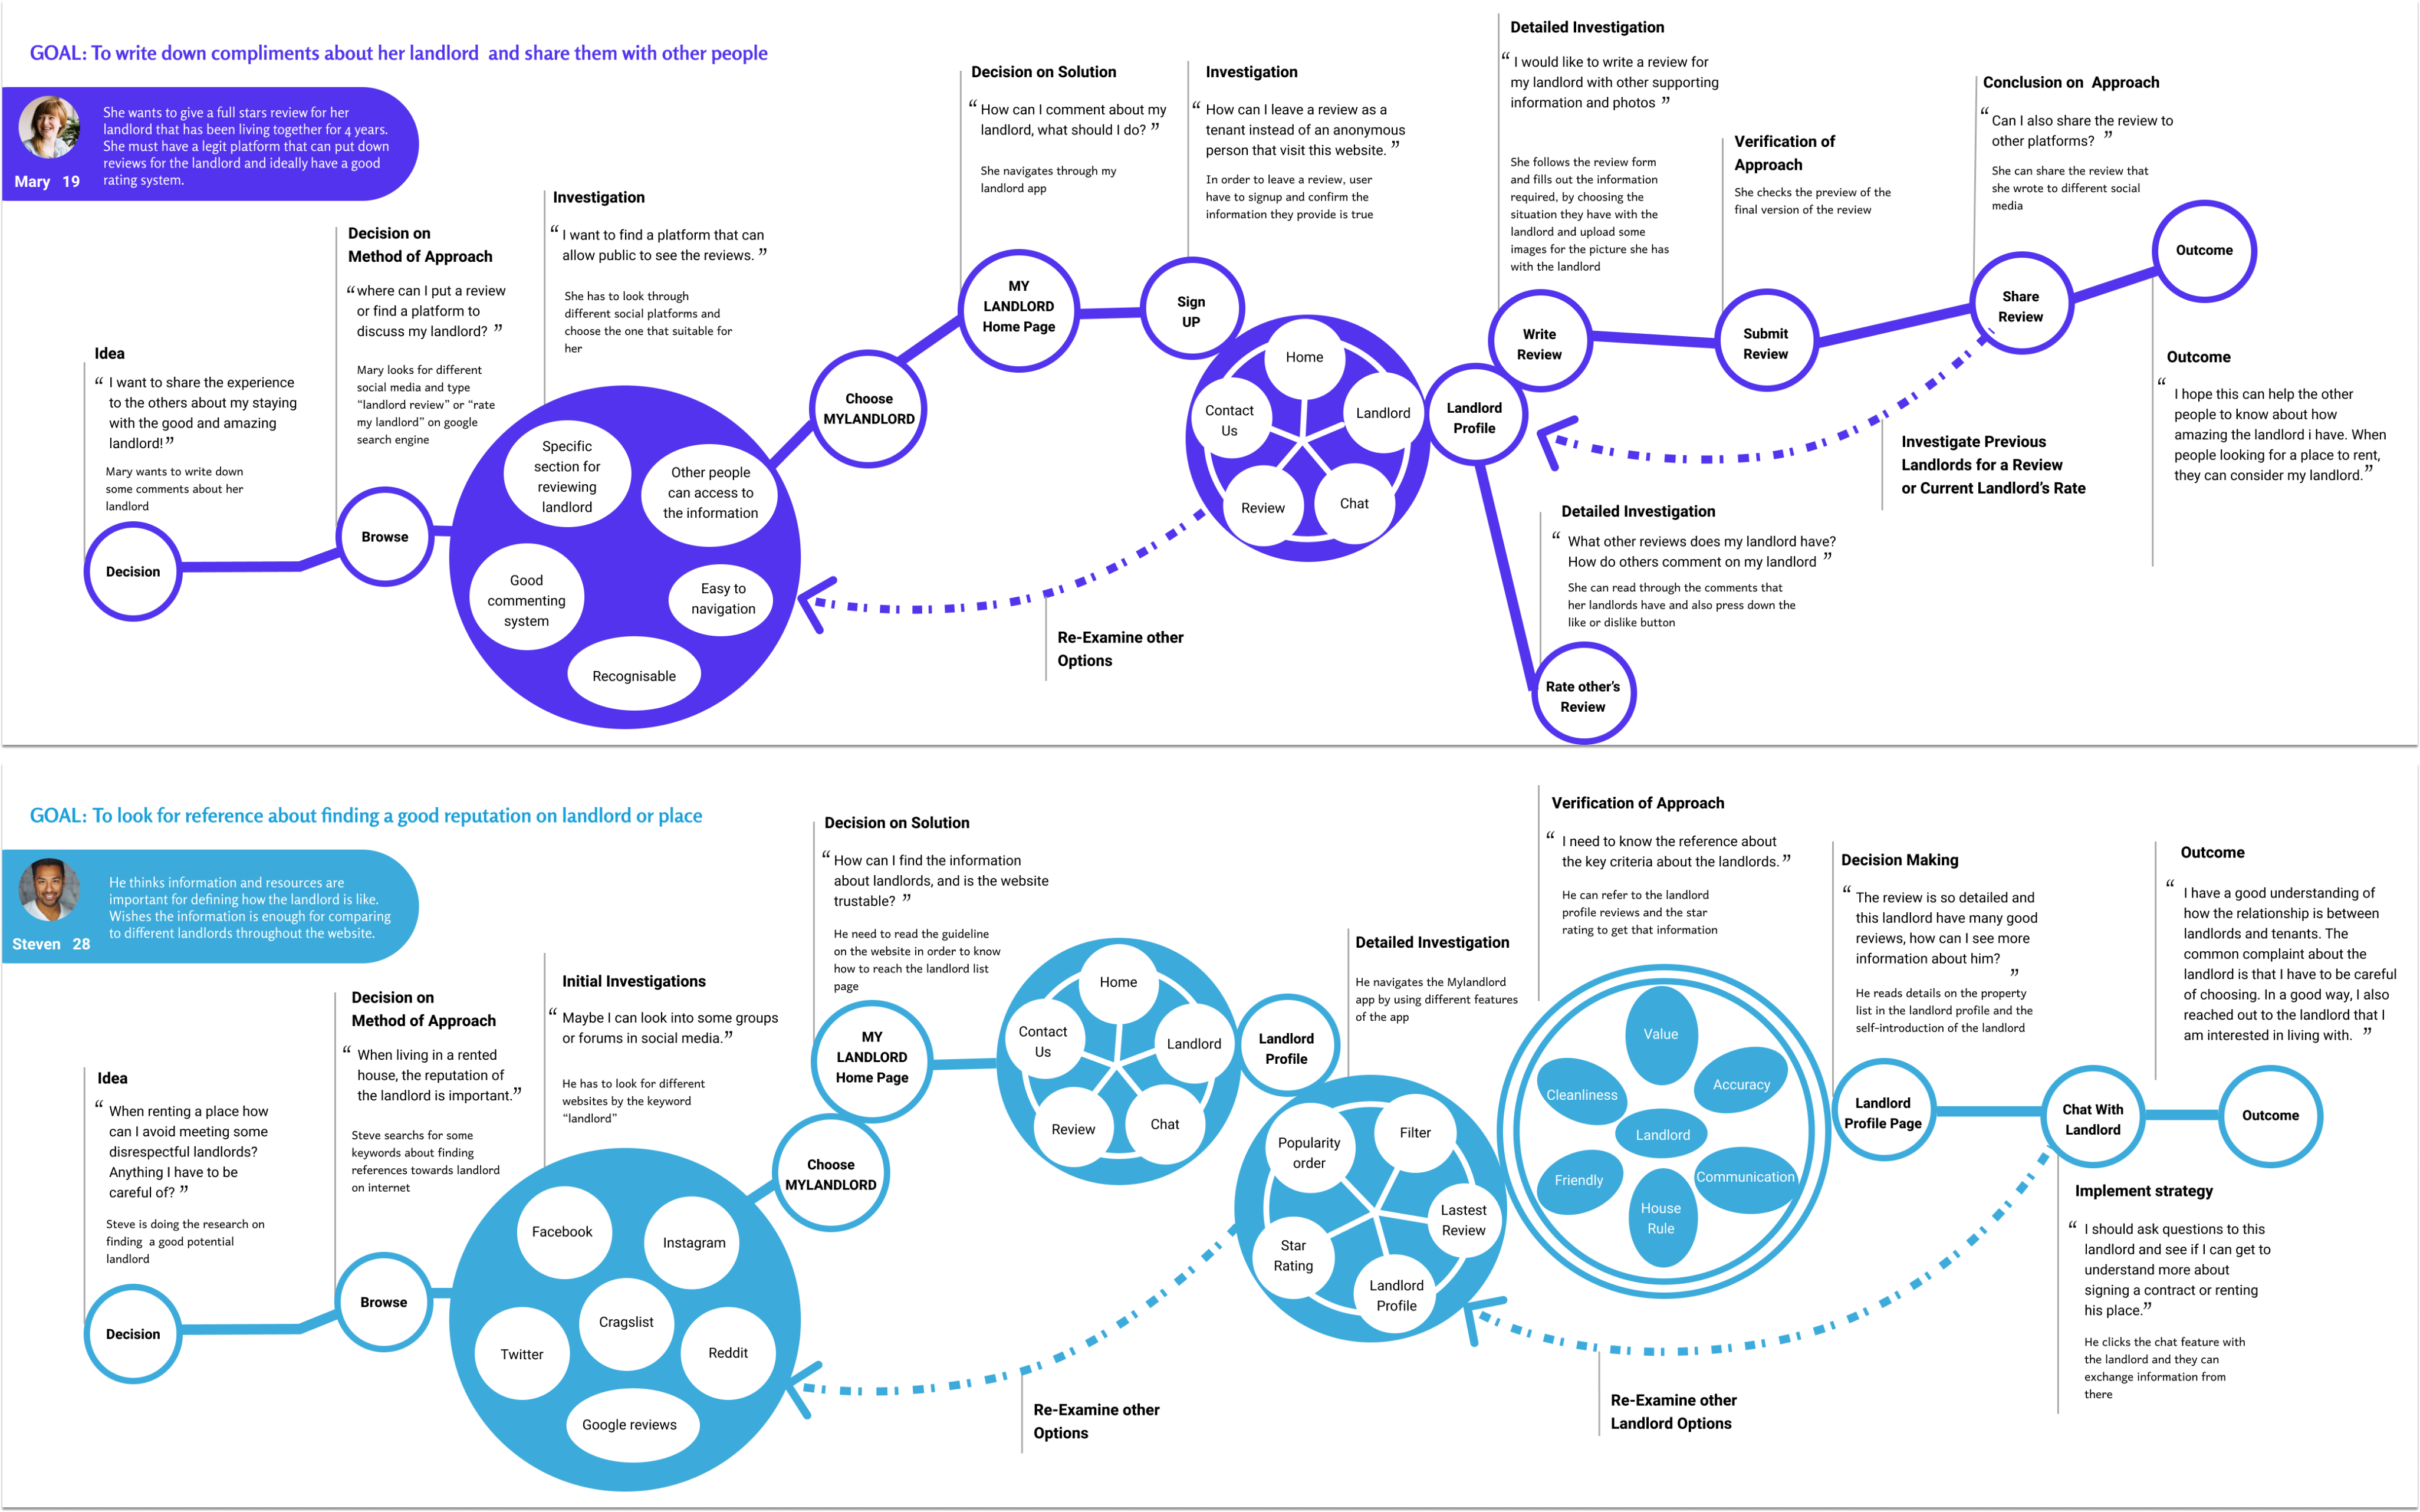 GOAL: To write down compliments about her landlord  and share them with other people
Mary  19
She wants to give a full stars review for her
landlord that has been living together for 4 years.
She must have a legit platform that can put down
reviews for the landlord and ideally have a good
rating system.
Idea
“ I want to share the experience
to the others about my staying
with the good and amazing
landlord! ”
Mary wants to write down
some comments about her
landlord
Decision
Decision on
Method of Approach
“ where can I put a review
or find a platform to
discuss my landlord? ”
Mary looks for different
social media and type
“landlord review” or “rate
my landlord” on google
search engine
Browse
Investigation
“ I want to find a platform that can
allow public to see the reviews. ”
She has to look through
different social platforms and
choose the one that suitable for
her
Specific
section for
reviewing
landlord
Other people
can access to
the information
Good
commenting
system
Easy to
navigation
Recognisable
Choose
MYLANDLORD
Decision on Solution
“ How can I comment about my
landlord, what should I do? ”
She navigates through my
landlord app
MY
LANDLORD
Home Page
Investigation
“ How can I leave a review as a
tenant instead of an anonymous
person that visit this website. ”
In order to leave a review, user
have to signup and confirm the
information they provide is true
Sign
UP
Home
Contact
Us
Landlord
Review
Chat
Re-Examine other
Options
Landlord
Profile
Detailed Investigation
“ I would like to write a review for
my landlord with other supporting
information and photos ”
She follows the review form
and fills out the information
required, by choosing the
situation they have with the
landlord and upload some
images for the picture she has
with the landlord
Write
Review
Verification of
Approach
She checks the preview of the
final version of the review
Submit
Review
Conclusion on  Approach
“ Can I also share the review to
other platforms? ”
She can share the review that
she wrote to different social
media
Share
Review
Outcome
Outcome
“ I hope this can help the other
people to know about how
amazing the landlord i have. When
people looking for a place to rent,
they can consider my landlord. ”
Investigate Previous
Landlords for a Review
or Current Landlord’s Rate
Detailed Investigation
“ What other reviews does my landlord have?
How do others comment on my landlord ”
She can read through the comments that
her landlords have and also press down the
like or dislike button
Rate other’s
Review
GOAL: To look for reference about finding a good reputation on landlord or place
Steven  28
He thinks information and resources are
important for defining how the landlord is like.
Wishes the information is enough for comparing
to different landlords throughout the website.
Idea
“ When renting a place how
can I avoid meeting some
disrespectful landlords?
Anything I have to be
careful of? ”
Steve is doing the research on
finding  a good potential
landlord
Decision
Decision on
Method of Approach
“ When living in a rented
house, the reputation of
the landlord is important. ”
Steve searchs for some
keywords about finding
references towards landlord
on internet
Browse
Initial Investigations
“ Maybe I can look into some groups
or forums in social media. ”
He has to look for different
websites by the keyword
“landlord”
Facebook
Instagram
Cragslist
Twitter
Reddit
Google reviews
Choose
MYLANDLORD
Decision on Solution
“ How can I find the information
about landlords, and is the website
trustable? ”
He need to read the guideline
on the website in order to know
how to reach the landlord list
page
MY
LANDLORD
Home Page
Home
Contact
Us
Landlord
Review
Chat
Landlord
Profile
Detailed Investigation
He navigates the Mylandlord
app by using different features
of the app
Popularity
order
Filter
Lastest
Review
Star
Rating
Landlord
Profile
Re-Examine other
Options
Verification of Approach
“ I need to know the reference about
the key criteria about the landlords. ”
He can refer to the landlord
profile reviews and the star
rating to get that information
Value
Cleanliness
Accuracy
Landlord
Friendly
Communication
House
Rule
Re-Examine other
Landlord Options
Decision Making
“ The review is so detailed and
this landlord have many good
reviews, how can I see more
information about him?
”
He reads details on the property
list in the landlord profile and the
self-introduction of the landlord
Landlord
Profile Page
Chat With
Landlord
Implement strategy
“ I should ask questions to this
landlord and see if I can get to
understand more about
signing a contract or renting
his place. ”
He clicks the chat feature with
the landlord and they can
exchange information from
there
Outcome
“ I have a good understanding of
how the relationship is between
landlords and tenants. The
common complaint about the
landlord is that I have to be careful
of choosing. In a good way, I also
reached out to the landlord that I
am interested in living with. ”
Outcome